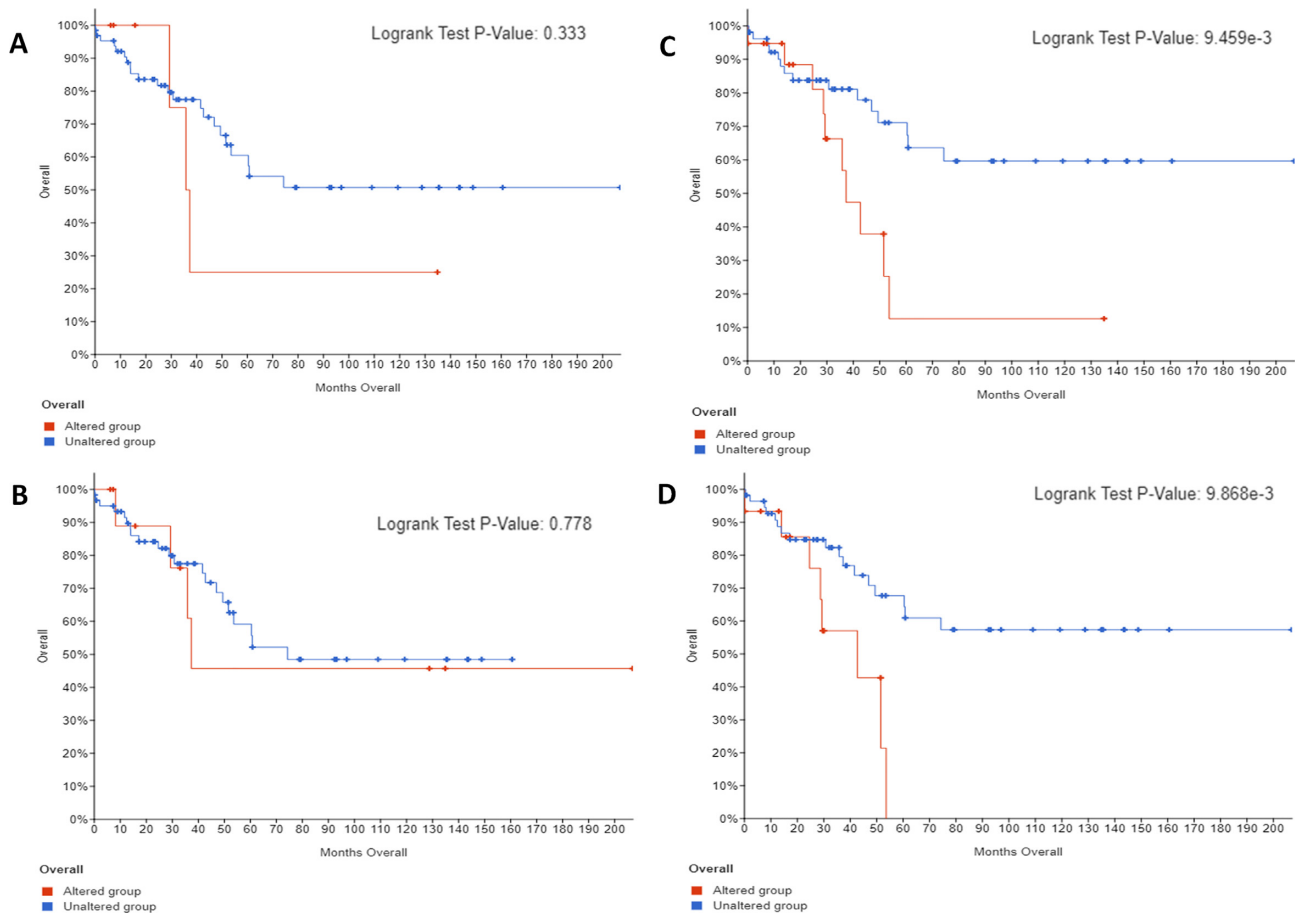 A
Logrank Test P-Value: 0.333
100%
90%
80%
70%
60%
50%
40%
30%
20%
10%
0%
Overall
0 10 20 30 40 50 60 70 80 90 100 110 120 130 140 150 160 170 180 190 200
Months Overall
Overall
Altered group
Unaltered group
B
Logrank Test P-Value: 0.778
100%
90%
80%
70%
60%
50%
40%
30%
20%
10%
0%
Overall
0 10 20 30 40 50 60 70 80 90 100 110 120 130 140 150 160 170 180 190 200
Months Overall
Overall
Altered group
Unaltered group
C
Logrank Test P-Value: 9.459e-3
100%
90%
80%
70%
60%
50%
40%
30%
20%
10%
0%
Overall
0 10 20 30 40 50 60 70 80 90 100 110 120 130 140 150 160 170 180 190 200
Months Overall
Overall
Altered group
Unaltered group
D
Logrank Test P-Value: 9.868e-3
100%
90%
80%
70%
60%
50%
40%
30%
20%
10%
0%
Overall
0 10 20 30 40 50 60 70 80 90 100 110 120 130 140 150 160 170 180 190 200
Months Overall
Overall
Altered group
Unaltered group